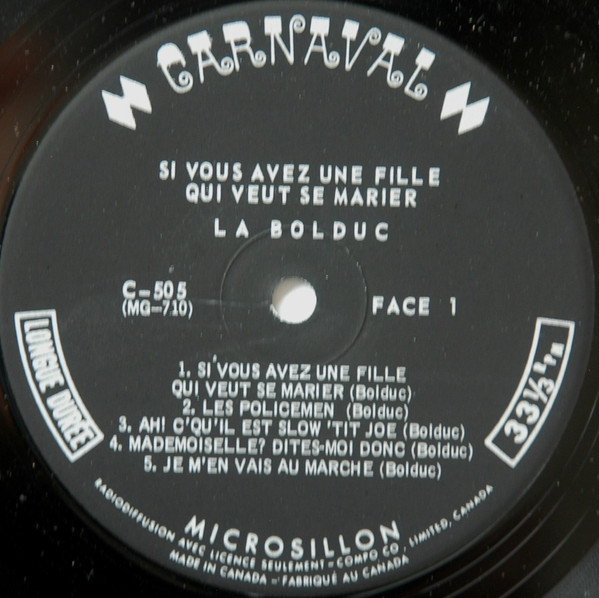 CARNAVAL
SI VOUS AVEZ UNE FILLE
QUI VEUT SE MARIER
LA BOLDUC
C-505
(MG-710)
FACE 1
LONGUE DURÉE
33⅓ t.p.m.
1. SI VOUS AVEZ UNE FILLE
QUI VEUT SE MARIER (Bolduc)
2. LES POLICEMEN (Bolduc)
3. AH! C'QU'IL EST SLOW 'TIT JOE (Bolduc)
4. MADEMOISELLE? DITES-MOI DONC (Bolduc)
5. JE M'EN VAIS AU MARCHE (Bolduc)
MICROSILLON
RADIODIFFUSION AVEC LICENCE SEULEMENT - COMPO CO., LIMITED, CANADA
MADE IN CANADA - FABRIQUÉ AU CANADA